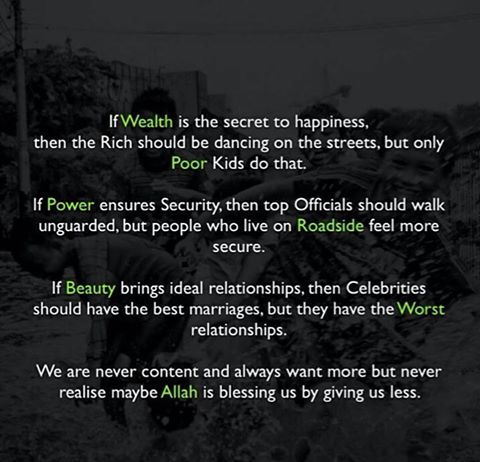 If Wealth is the secret to happiness,
then the Rich should be dancing on the streets, but only
Poor Kids do that.
If Power ensures Security, then top Officials should walk
unguarded, but people who live on Roadside feel more
secure.
If Beauty brings ideal relationships, then Celebrities
should have the best marriages, but they have the Worst
relationships.
We are never content and always want more but never
realise maybe Allah is blessing us by giving us less.